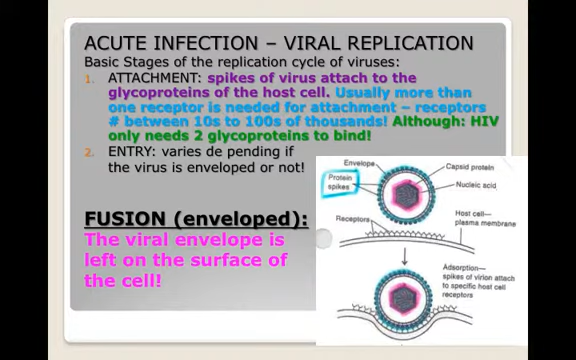 ACUTE INFECTION – VIRAL REPLICATION
Basic Stages of the replication cycle of viruses:
1. ATTACHMENT: spikes of virus attach to the
glycoproteins of the host cell. Usually more than
one receptor is needed for attachment – receptors
# between 10s to 100s of thousands! Although: HIV
only needs 2 glycoproteins to bind!
2. ENTRY: varies de pending if
the virus is enveloped or not!
FUSION (enveloped):
The viral envelope is
left on the surface of
the cell!
Envelope
Capsid protein
Protein
spikes
Nucleic acid
Receptors
Host cell–
plasma membrane
Adsorption—
spikes of virion attach
to specific host cell
receptors